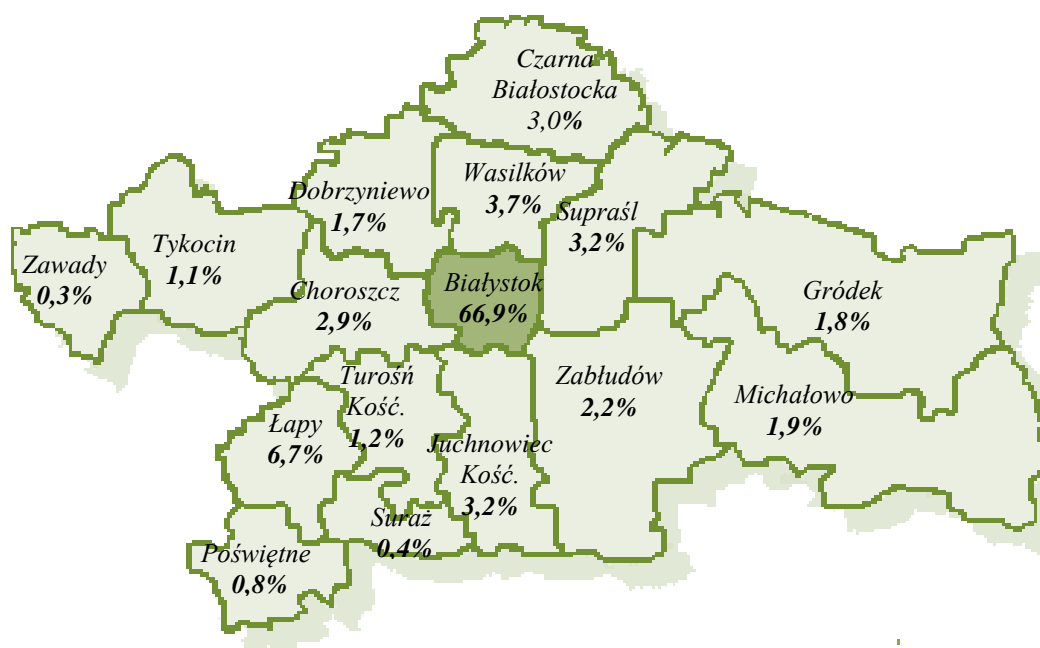 Czarna
Białostocka
3,0%
Dobrzyniewo
1,7%
Wasilków
3,7%
Supraśl
3,2%
Tykocin
1,1%
Zawady
0,3%
Choroszcz
2,9%
Białystok
66,9%
Gródek
1,8%
Turośń
Kość.
1,2%
Zabłudów
2,2%
Michałowo
1,9%
Łapy
6,7%
Juchnowiec
Kość.
3,2%
Suraż
0,4%
Poświętne
0,8%